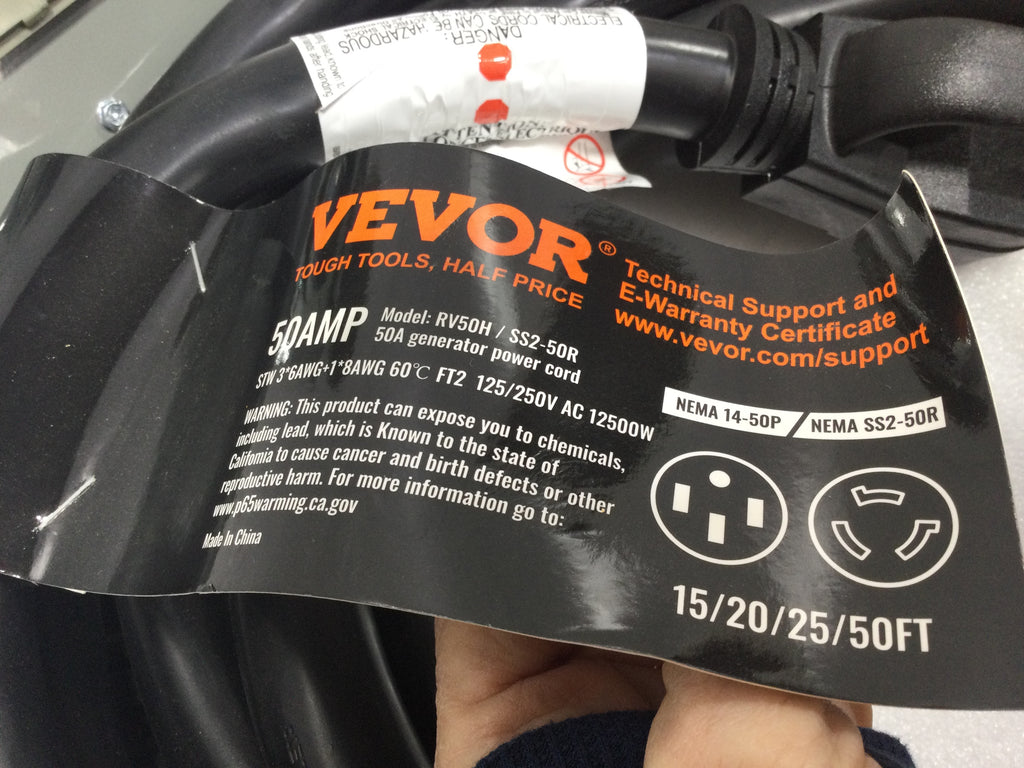 ELECTRICAL CORDS CAN BE
HAZARDOUS
DANGER:
ATTENTION:
VEVOR®
TOUGH TOOLS, HALF PRICE
50AMP
Model: RV50H / SS2-50R
50A generator power cord
STW 3*6AWG+1*8AWG 60℃ FT2 125/250V AC 12500W
WARNING: This product can expose you to chemicals,
including lead, which is Known to the state of
California to cause cancer and birth defects or other
reproductive harm. For more information go to:
www.p65warming.ca.gov
Made In China
Technical Support and
E-Warranty Certificate
www.vevor.com/support
NEMA 14-50P / NEMA SS2-50R
15/20/25/50FT